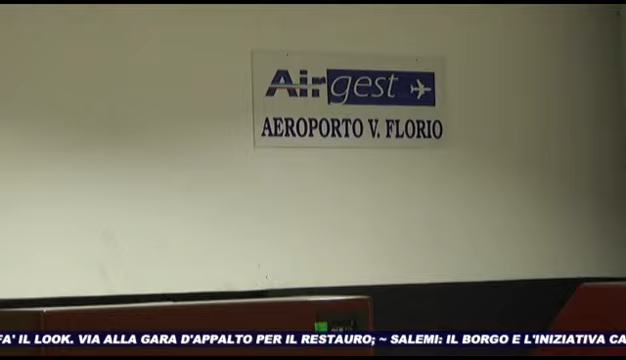 Airgest
AEROPORTO V. FLORIO
FA' IL LOOK. VIA ALLA GARA D'APPALTO PER IL RESTAURO; ~ SALEMI: IL BORGO E L'INIZIATIVA CA